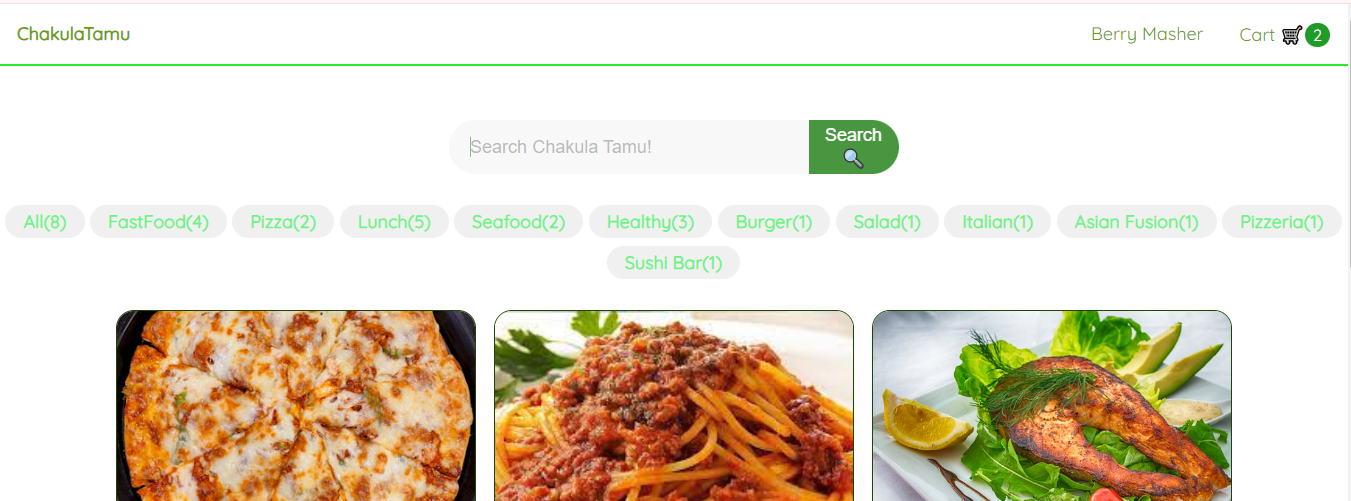 ChakulaTamu Berry Masher Cart 2
Search Chakula Tamu! Search
All(8) FastFood(4) Pizza(2) Lunch(5) Seafood(2) Healthy(3) Burger(1) Salad(1) Italian(1) Asian Fusion(1) Pizzeria(1)
Sushi Bar(1)